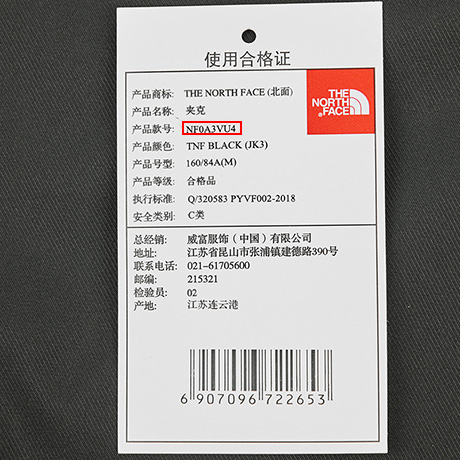 使用合格证
产品商标: THE NORTH FACE (北面)
产品名称: 夹克
产品款号: NF0A3VU4
产品颜色: TNF BLACK (JK3)
产品号型: 160/84A(M)
产品等级: 合格品
执行标准: Q/320583 PYVF002-2018
安全类别: C类
THE
NORTH
FACE
总经销: 威富服饰（中国）有限公司
地址: 江苏省昆山市张浦镇建德路390号
联系电话: 021-61705600
邮编: 215321
检验员: 02
产地: 江苏连云港
6 907096 722653